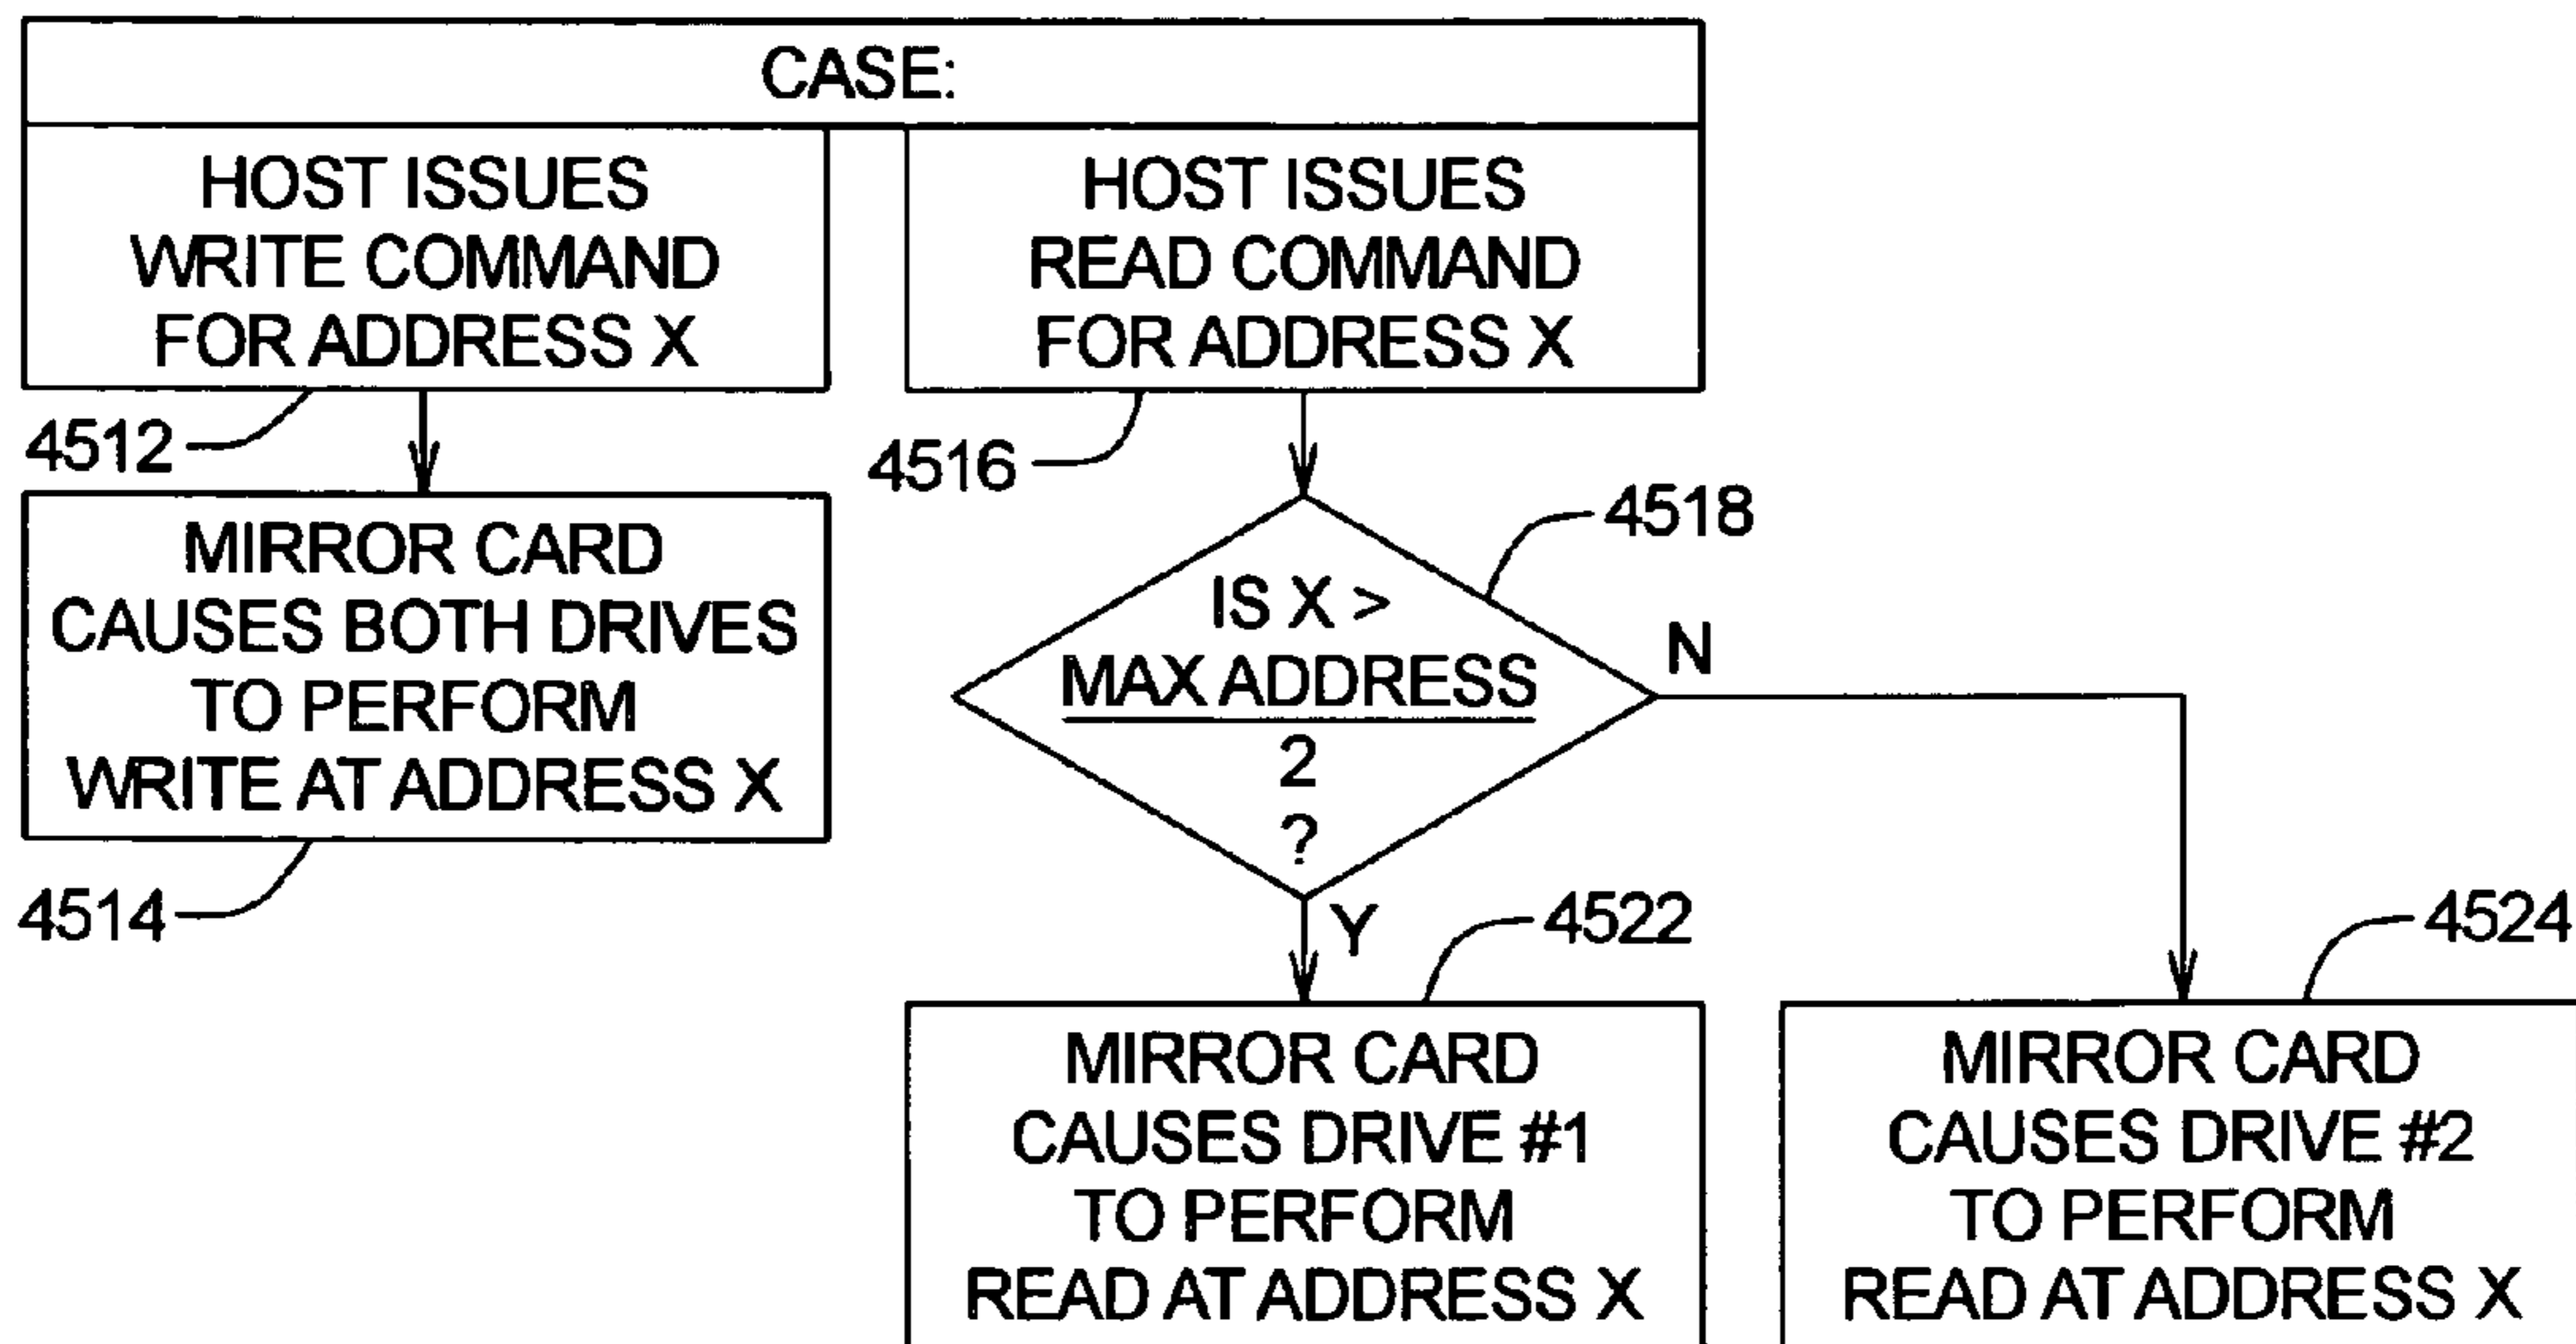 CASE:
HOST ISSUES
WRITE COMMAND
FOR ADDRESS X
4512
MIRROR CARD
CAUSES BOTH DRIVES
TO PERFORM
WRITE AT ADDRESS X
4514
HOST ISSUES
READ COMMAND
FOR ADDRESS X
4516
IS X >
MAX ADDRESS
2
?
4518
N
Y
4522
MIRROR CARD
CAUSES DRIVE #1
TO PERFORM
READ AT ADDRESS X
4524
MIRROR CARD
CAUSES DRIVE #2
TO PERFORM
READ AT ADDRESS X